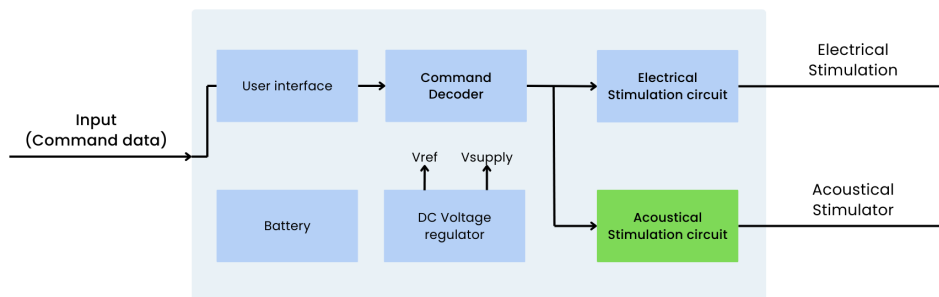 Input
(Command data)
User interface
Command
Decoder
Electrical
Stimulation circuit
Electrical
Stimulation
Vref
Vsupply
Battery
DC Voltage
regulator
Acoustical
Stimulation circuit
Acoustical
Stimulator